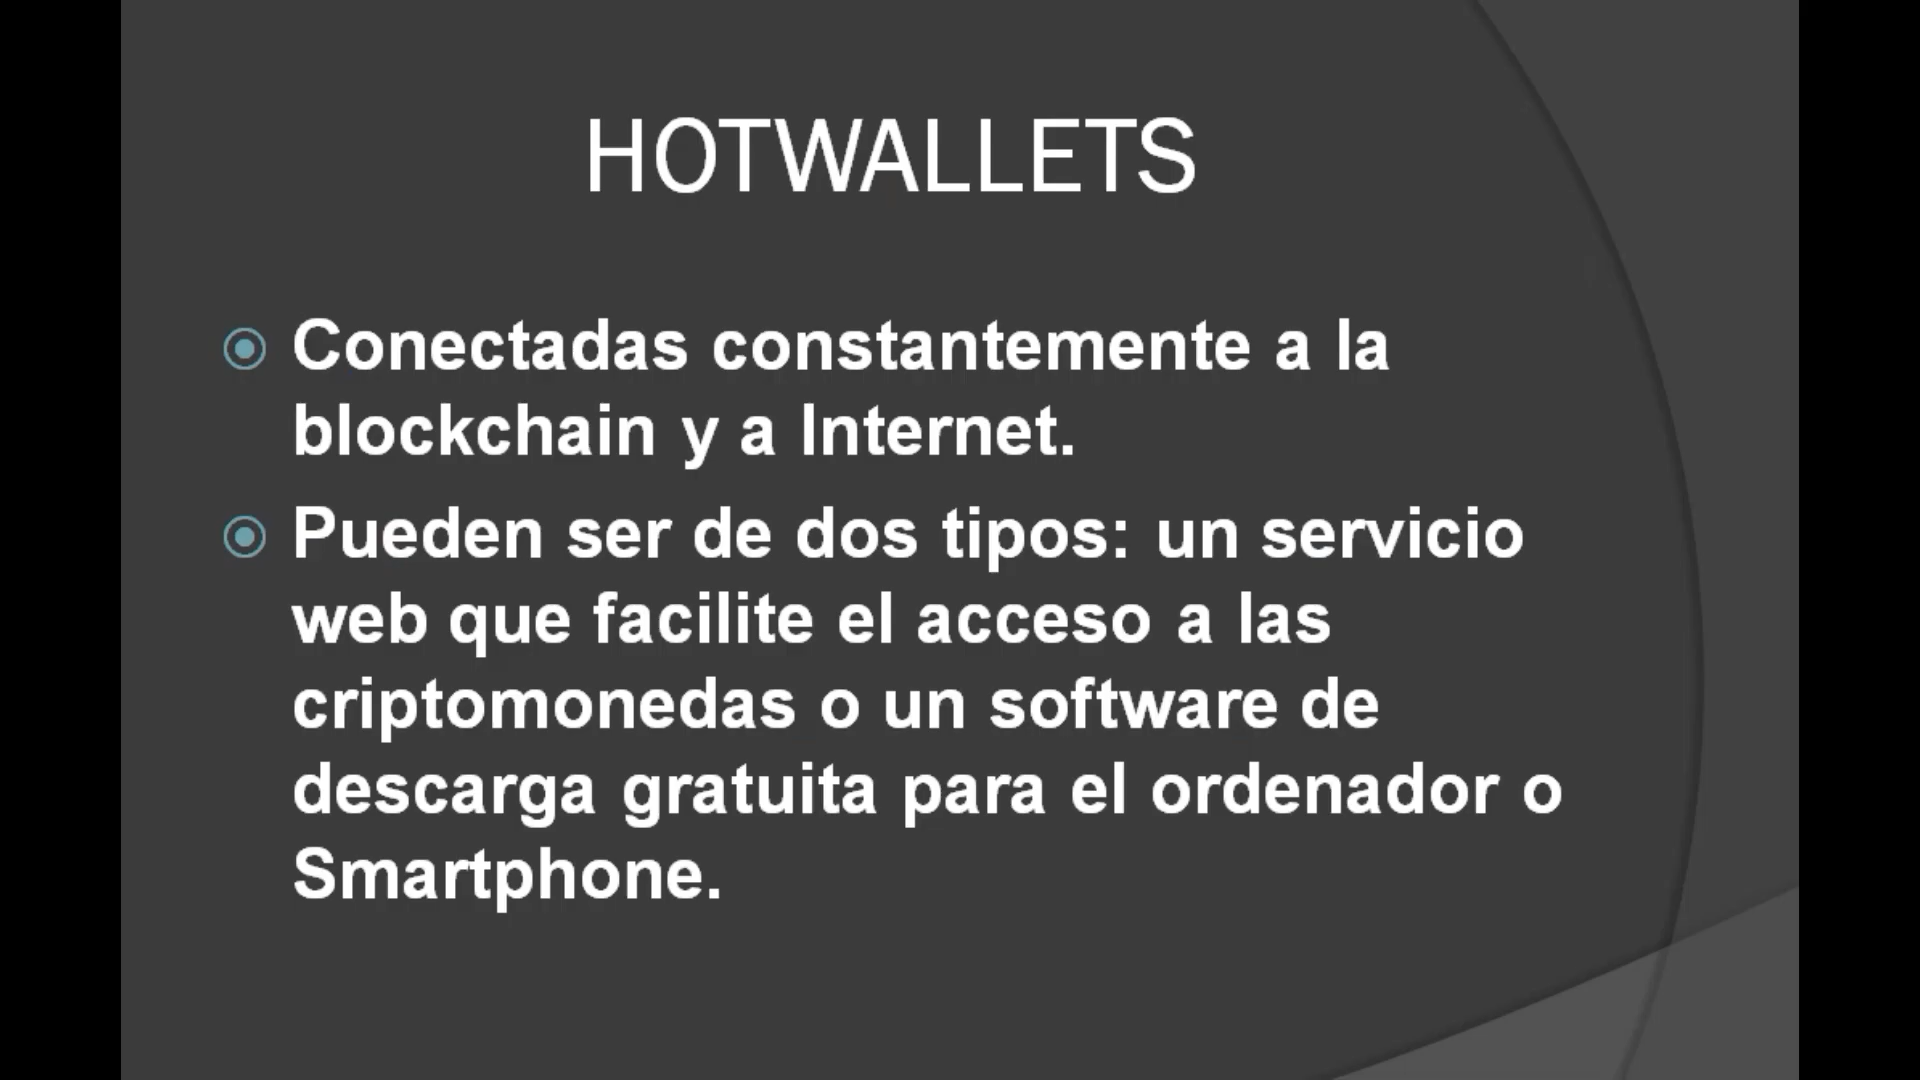 HOTWALLETS
Conectadas constantemente a la
blockchain y a Internet.
Pueden ser de dos tipos: un servicio
web que facilite el acceso a las
criptomonedas o un software de
descarga gratuita para el ordenador o
Smartphone.